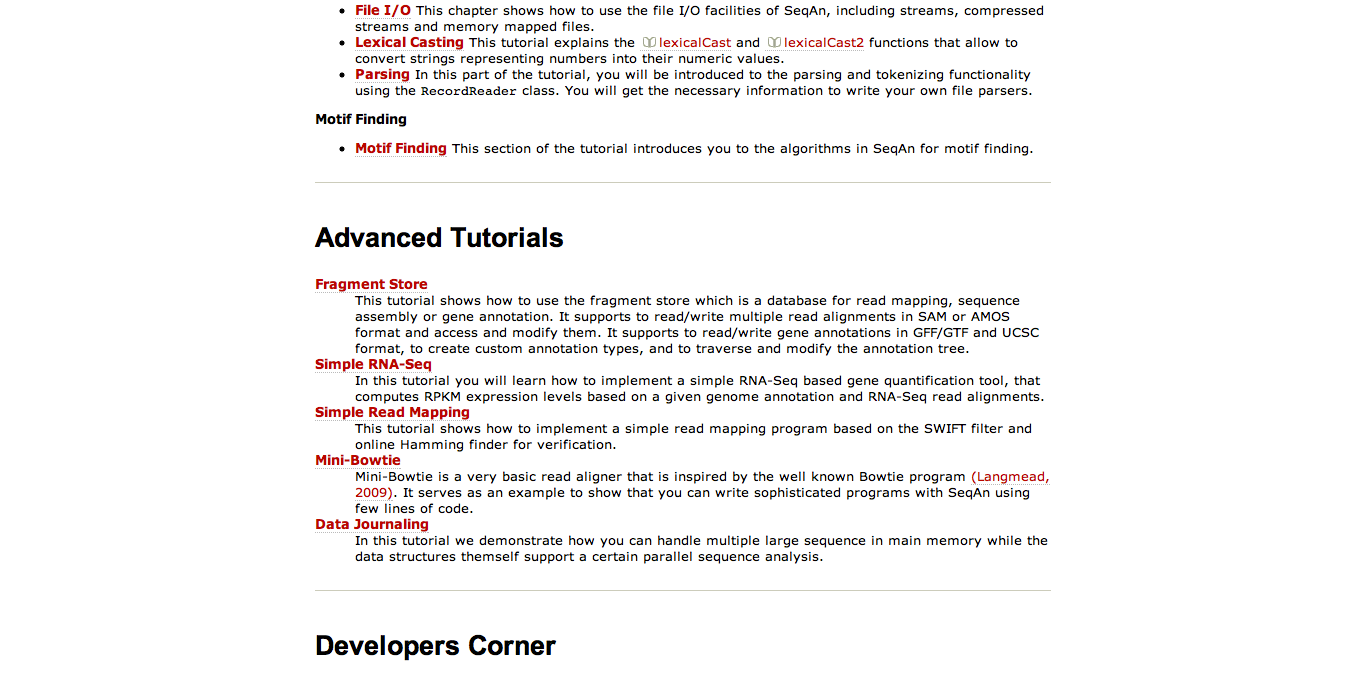 • File I/O This chapter shows how to use the file I/O facilities of SeqAn, including streams, compressed
streams and memory mapped files.
• Lexical Casting This tutorial explains the lexicalCast and lexicalCast2 functions that allow to
convert strings representing numbers into their numeric values.
• Parsing In this part of the tutorial, you will be introduced to the parsing and tokenizing functionality
using the RecordReader class. You will get the necessary information to write your own file parsers.
Motif Finding
• Motif Finding This section of the tutorial introduces you to the algorithms in SeqAn for motif finding.
Advanced Tutorials
Fragment Store
This tutorial shows how to use the fragment store which is a database for read mapping, sequence
assembly or gene annotation. It supports to read/write multiple read alignments in SAM or AMOS
format and access and modify them. It supports to read/write gene annotations in GFF/GTF and UCSC
format, to create custom annotation types, and to traverse and modify the annotation tree.
Simple RNA-Seq
In this tutorial you will learn how to implement a simple RNA-Seq based gene quantification tool, that
computes RPKM expression levels based on a given genome annotation and RNA-Seq read alignments.
Simple Read Mapping
This tutorial shows how to implement a simple read mapping program based on the SWIFT filter and
online Hamming finder for verification.
Mini-Bowtie
Mini-Bowtie is a very basic read aligner that is inspired by the well known Bowtie program (Langmead,
2009). It serves as an example to show that you can write sophisticated programs with SeqAn using
few lines of code.
Data Journaling
In this tutorial we demonstrate how you can handle multiple large sequence in main memory while the
data structures themself support a certain parallel sequence analysis.
Developers Corner